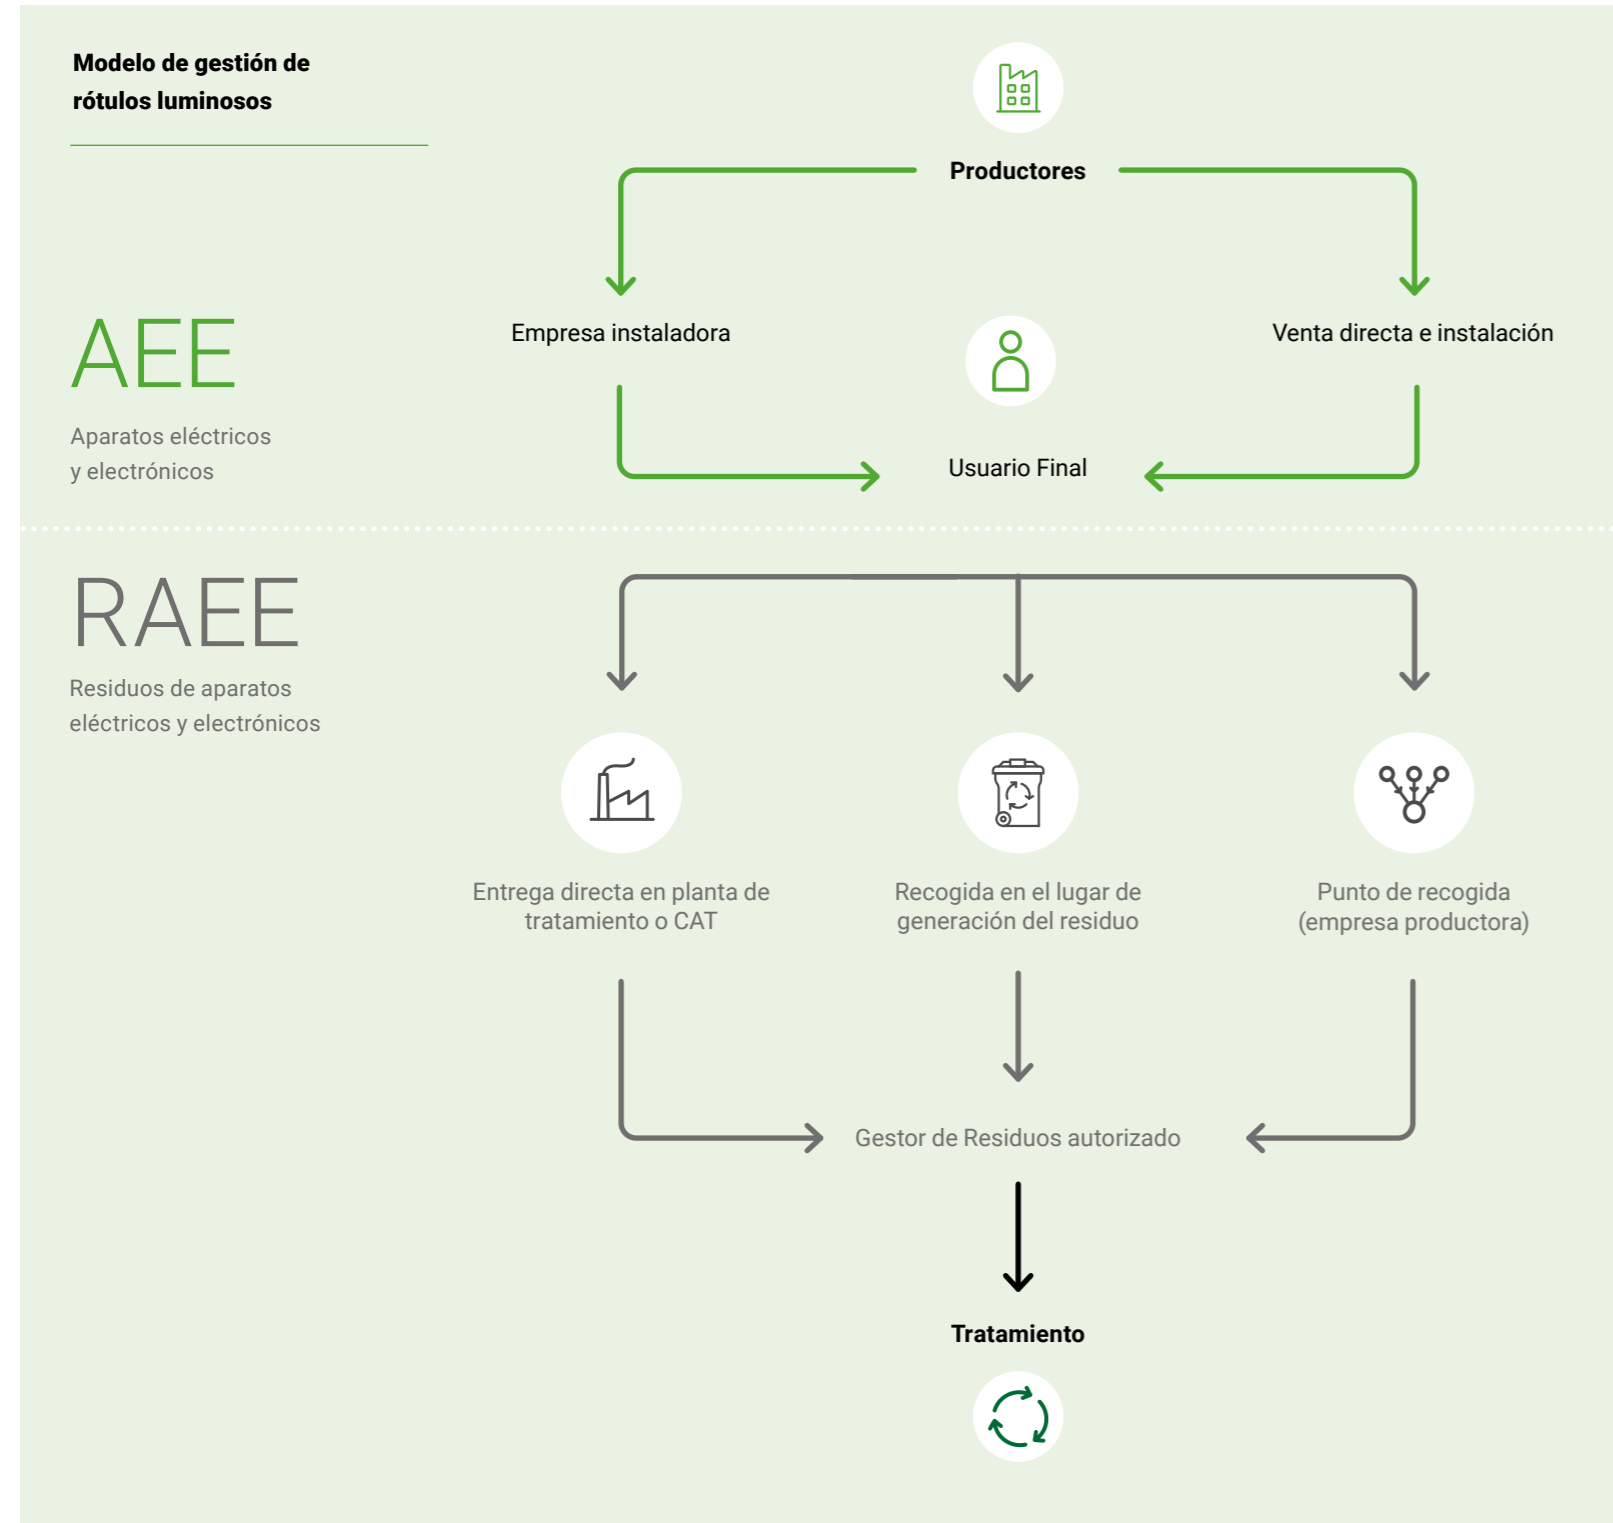 Modelo de gestión de
rótulos luminosos
Productores
AEE
Aparatos eléctricos
y electrónicos
Empresa instaladora
Venta directa e instalación
Usuario Final
RAEE
Residuos de aparatos
eléctricos y electrónicos
Entrega directa en planta de
tratamiento o CAT
Recogida en el lugar de
generación del residuo
Punto de recogida
(empresa productora)
Gestor de Residuos autorizado
Tratamiento